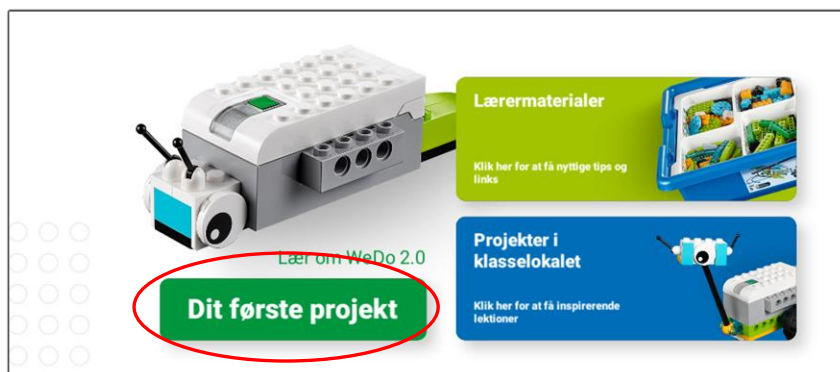 Lær om WeDo 2.0
Dit første projekt
Lærermaterialer
Klik her for at få nyttige tips og
links
Projekter i
klasselokalet
Klik her for at få inspirerende
lektioner